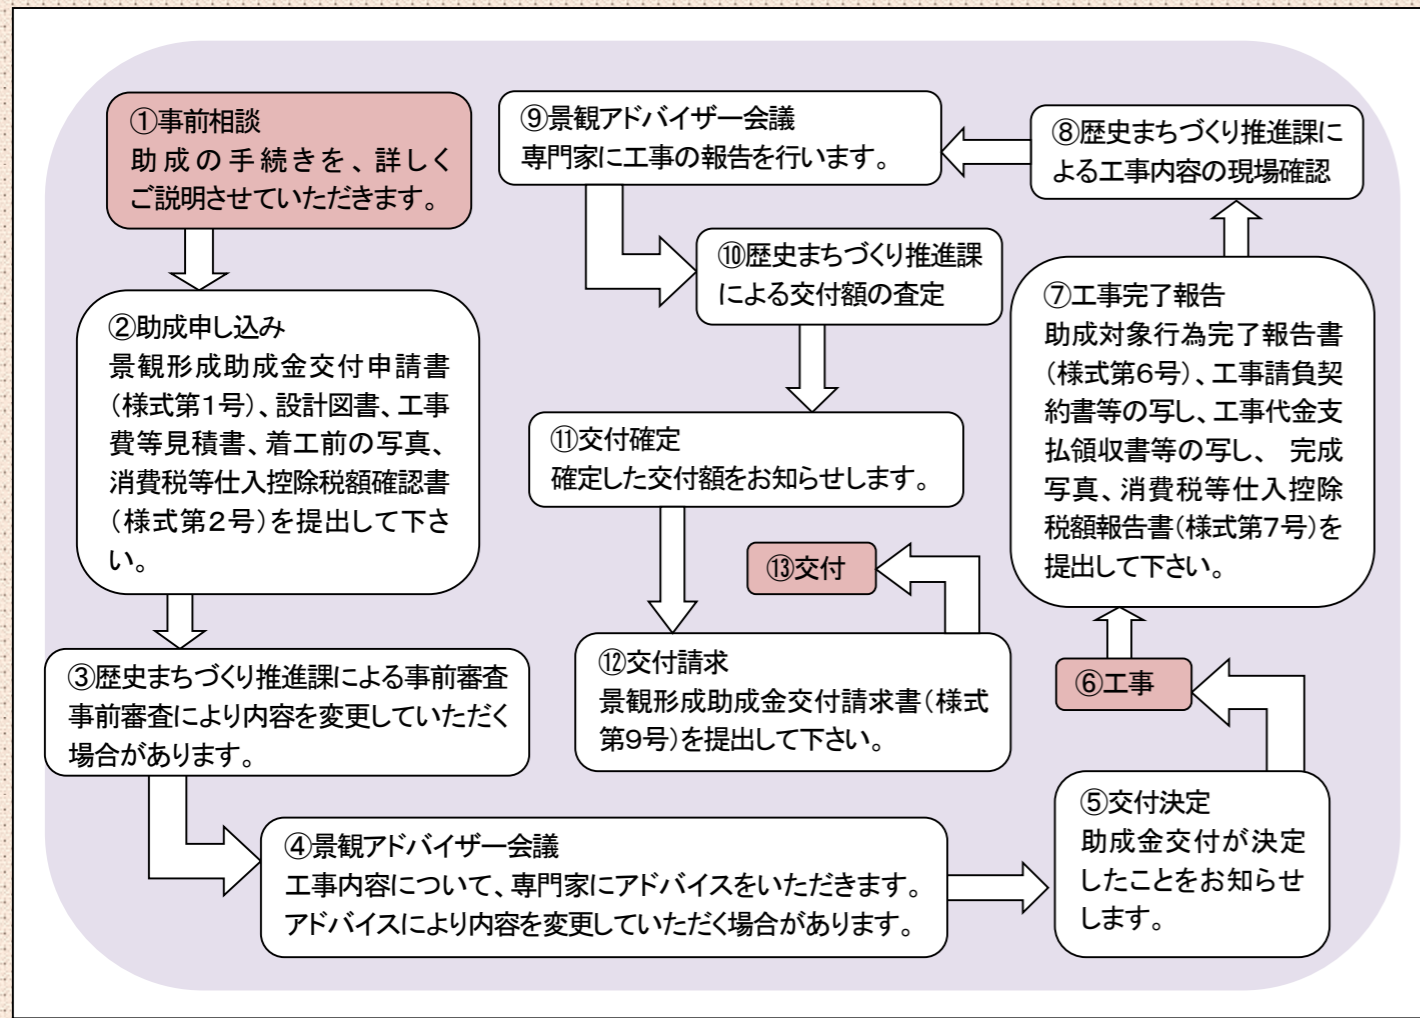 ①事前相談
助成の手続きを、詳しく
ご説明させていただきます。
②助成申し込み
景観形成助成金交付申請書
（様式第1号）、設計図書、工事
費等見積書、着工前の写真、
消費税等仕入控除税額確認書
（様式第2号）を提出して下さ
い。
③歴史まちづくり推進課による事前審査
事前審査により内容を変更していただく
場合があります。
④景観アドバイザー会議
工事内容について、専門家にアドバイスをいただきます。
アドバイスにより内容を変更していただく場合があります。
⑤交付決定
助成金交付が決定
したことをお知らせ
します。
⑥工事
⑦工事完了報告
助成対象行為完了報告書
（様式第6号）、工事請負契
約書等の写し、工事代金支
払領収書等の写し、 完成
写真、消費税等仕入控除
税額報告書（様式第7号）を
提出して下さい。
⑧歴史まちづくり推進課に
よる工事内容の現場確認
⑨景観アドバイザー会議
専門家に工事の報告を行います。
⑩歴史まちづくり推進課
による交付額の査定
⑪交付確定
確定した交付額をお知らせします。
⑫交付請求
景観形成助成金交付請求書（様式
第9号）を提出して下さい。
⑬交付